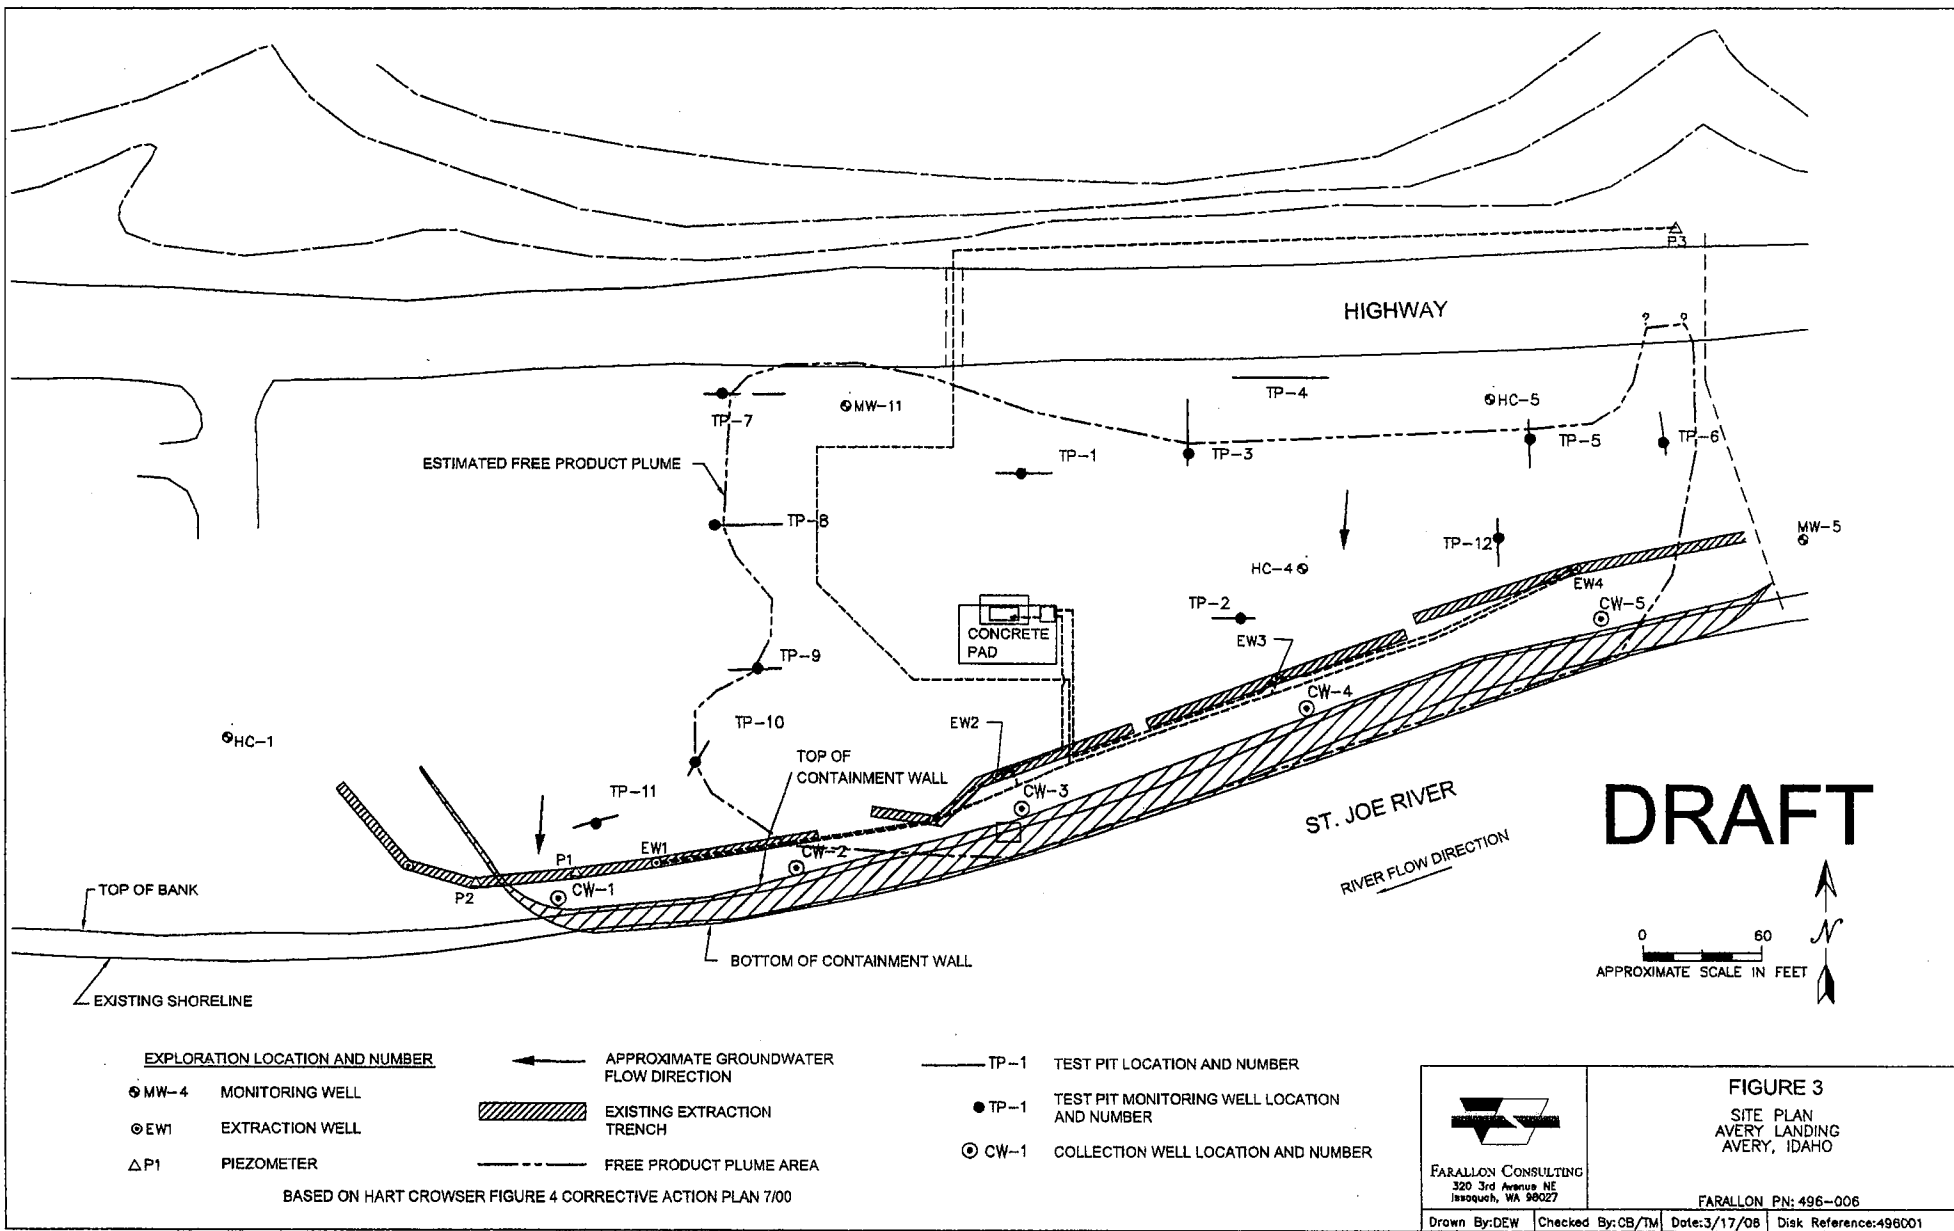 P3
HIGHWAY
? ?
TP-4
HC-5
MW-11
TP-7
TP-5
TP-6
TP-3
TP-1
ESTIMATED FREE PRODUCT PLUME
TP-8
MW-5
TP-12
HC-4
EW4
TP-2
CW-5
CONCRETE
PAD
EW3
TP-9
CW-4
TP-10
EW2
HC-1
TOP OF
CONTAINMENT WALL
TP-11
CW-3
ST. JOE RIVER
DRAFT
P1
EW1
CW-2
RIVER FLOW DIRECTION
TOP OF BANK
P2
CW-1
N
0 60
APPROXIMATE SCALE IN FEET
BOTTOM OF CONTAINMENT WALL
EXISTING SHORELINE
EXPLORATION LOCATION AND NUMBER
MW-4 MONITORING WELL
EW1 EXTRACTION WELL
P1 PIEZOMETER
APPROXIMATE GROUNDWATER
FLOW DIRECTION
EXISTING EXTRACTION
TRENCH
FREE PRODUCT PLUME AREA
TP-1 TEST PIT LOCATION AND NUMBER
TP-1 TEST PIT MONITORING WELL LOCATION
AND NUMBER
CW-1 COLLECTION WELL LOCATION AND NUMBER
BASED ON HART CROWSER FIGURE 4 CORRECTIVE ACTION PLAN 7/00
FARALLON CONSULTING
320 3rd Avenue NE
Issaquah, WA 98027
FIGURE 3
SITE PLAN
AVERY LANDING
AVERY, IDAHO
FARALLON PN: 496-006
Drawn By:DEW Checked By:CB/TM Date:3/17/06 Disk Reference:496001